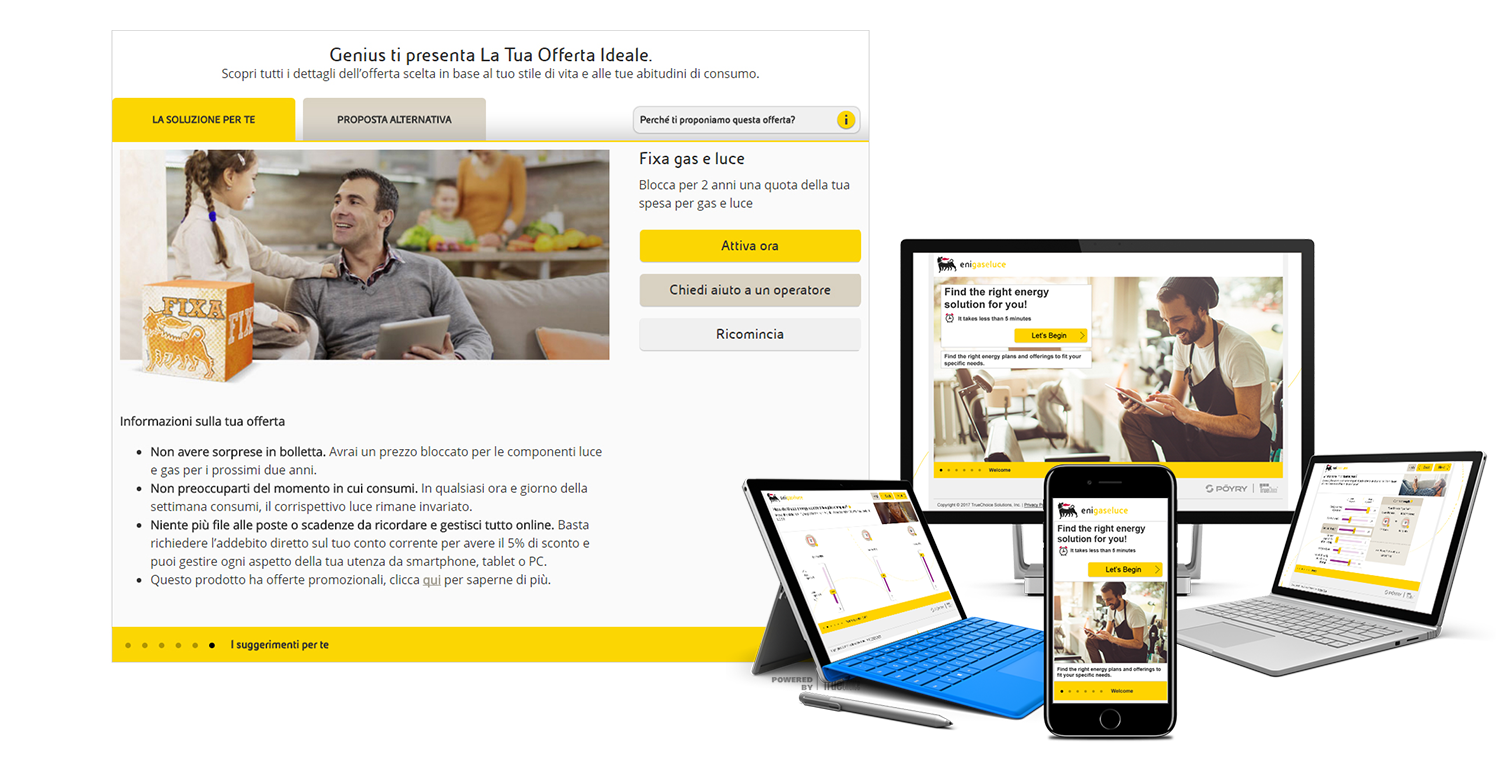 Genius ti presenta La Tua Offerta Ideale.
Scopri tutti i dettagli dell'offerta scelta in base al tuo stile di vita e alle tue abitudini di consumo.
LA SOLUZIONE PER TE
PROPOSTA ALTERNATIVA
Perché ti proponiamo questa offerta?
i
FIXA
FIX
Fixa gas e luce
Blocca per 2 anni una quota della tua
spesa per gas e luce
Attiva ora
Chiedi aiuto a un operatore
Ricomincia
Informazioni sulla tua offerta
• Non avere sorprese in bolletta. Avrai un prezzo bloccato per le componenti luce
e gas per i prossimi due anni.
• Non preoccuparti del momento in cui consumi. In qualsiasi ora e giorno della
settimana consumi, il corrispettivo luce rimane invariato.
• Niente più file alle poste o scadenze da ricordare e gestisci tutto online. Basta
richiedere l'addebito diretto sul tuo conto corrente per avere il 5% di sconto e
puoi gestire ogni aspetto della tua utenza da smartphone, tablet o PC.
• Questo prodotto ha offerte promozionali, clicca qui per saperne di più.
I suggerimenti per te
POWERED
BY
enigaseluce
Find the right energy
solution for you!
It takes less than 5 minutes
Let's Begin
Find the right energy plans and offerings to fit your
specific needs.
Welcome
PÖYRY
Copyright © 2017 TrueChoice Solutions. Inc. | Privacy
enigaseluce
Find the right energy
solution for you!
It takes less than 5 minutes
Let's Begin
Find the right energy plans and offerings to
fit your specific needs.
Welcome